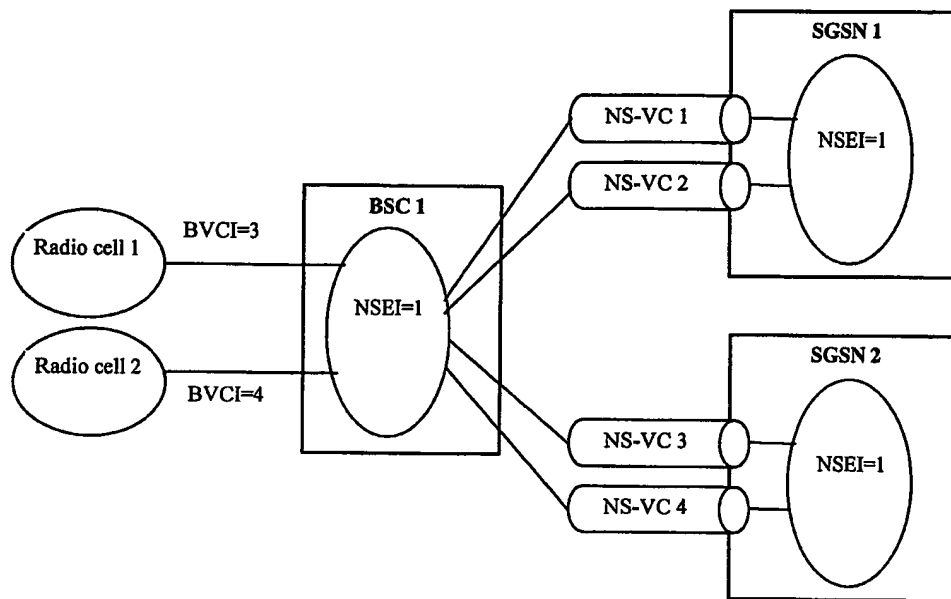 SGSN 1
NS-VC 1
NSEI=1
NS-VC 2
BSC 1
BVCI=3
Radio cell 1
NSEI=1
Radio cell 2
BVCI=4
SGSN 2
NS-VC 3
NSEI=1
NS-VC 4